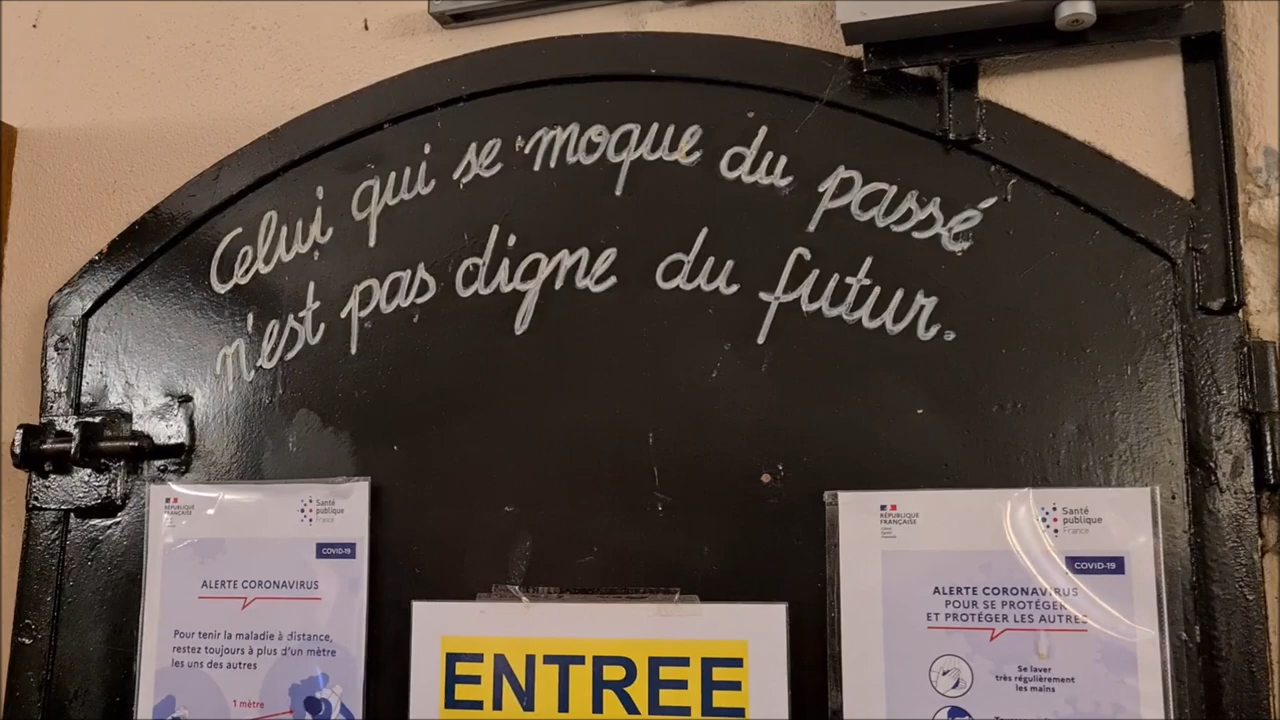 Celui qui se moque du passé
n'est pas digne du futur.
RÉPUBLIQUE
FRANÇAISE
Santé
publique
France
COVID-19
ALERTE CORONAVIRUS
Pour tenir la maladie à distance,
restez toujours à plus d'un mètre
les uns des autres
1 mètre
ENTREE
RÉPUBLIQUE
FRANÇAISE
Santé
publique
France
COVID-19
ALERTE CORONAVIRUS
POUR SE PROTÉGER
ET PROTÉGER LES AUTRES
Se laver
très régulièrement
les mains